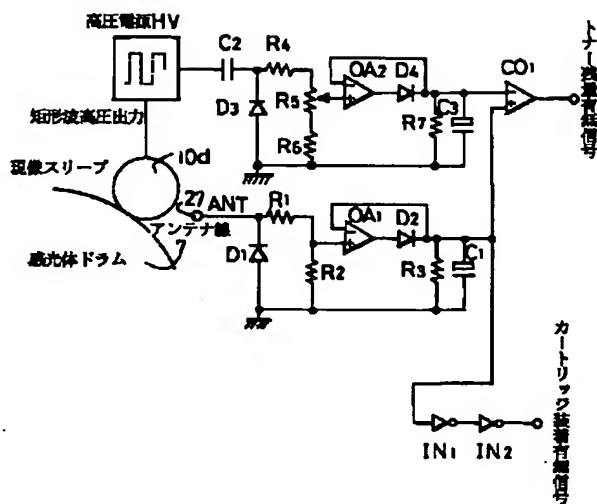 高圧電源HV
C2
R4
OA2
D4
CO1
トナー残量有無信号
D3
R5
C3
R7
R6
矩形波高圧出力
10d
現像スリーブ
27
ANT
R1
アンテナ線
OA1
D2
7
感光体ドラム
D1
R2
R3
C1
カートリッジ装着有無信号
IN1
IN2